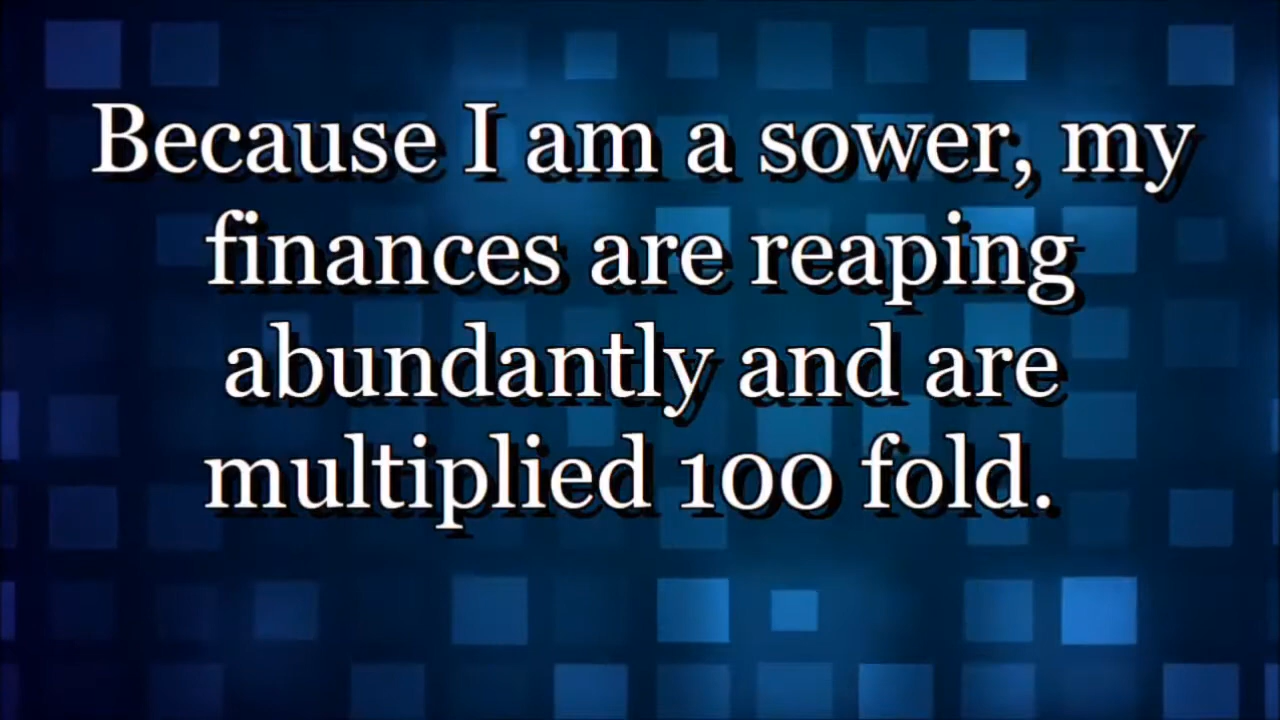 Because I am a sower, my
finances are reaping
abundantly and are
multiplied 100 fold.